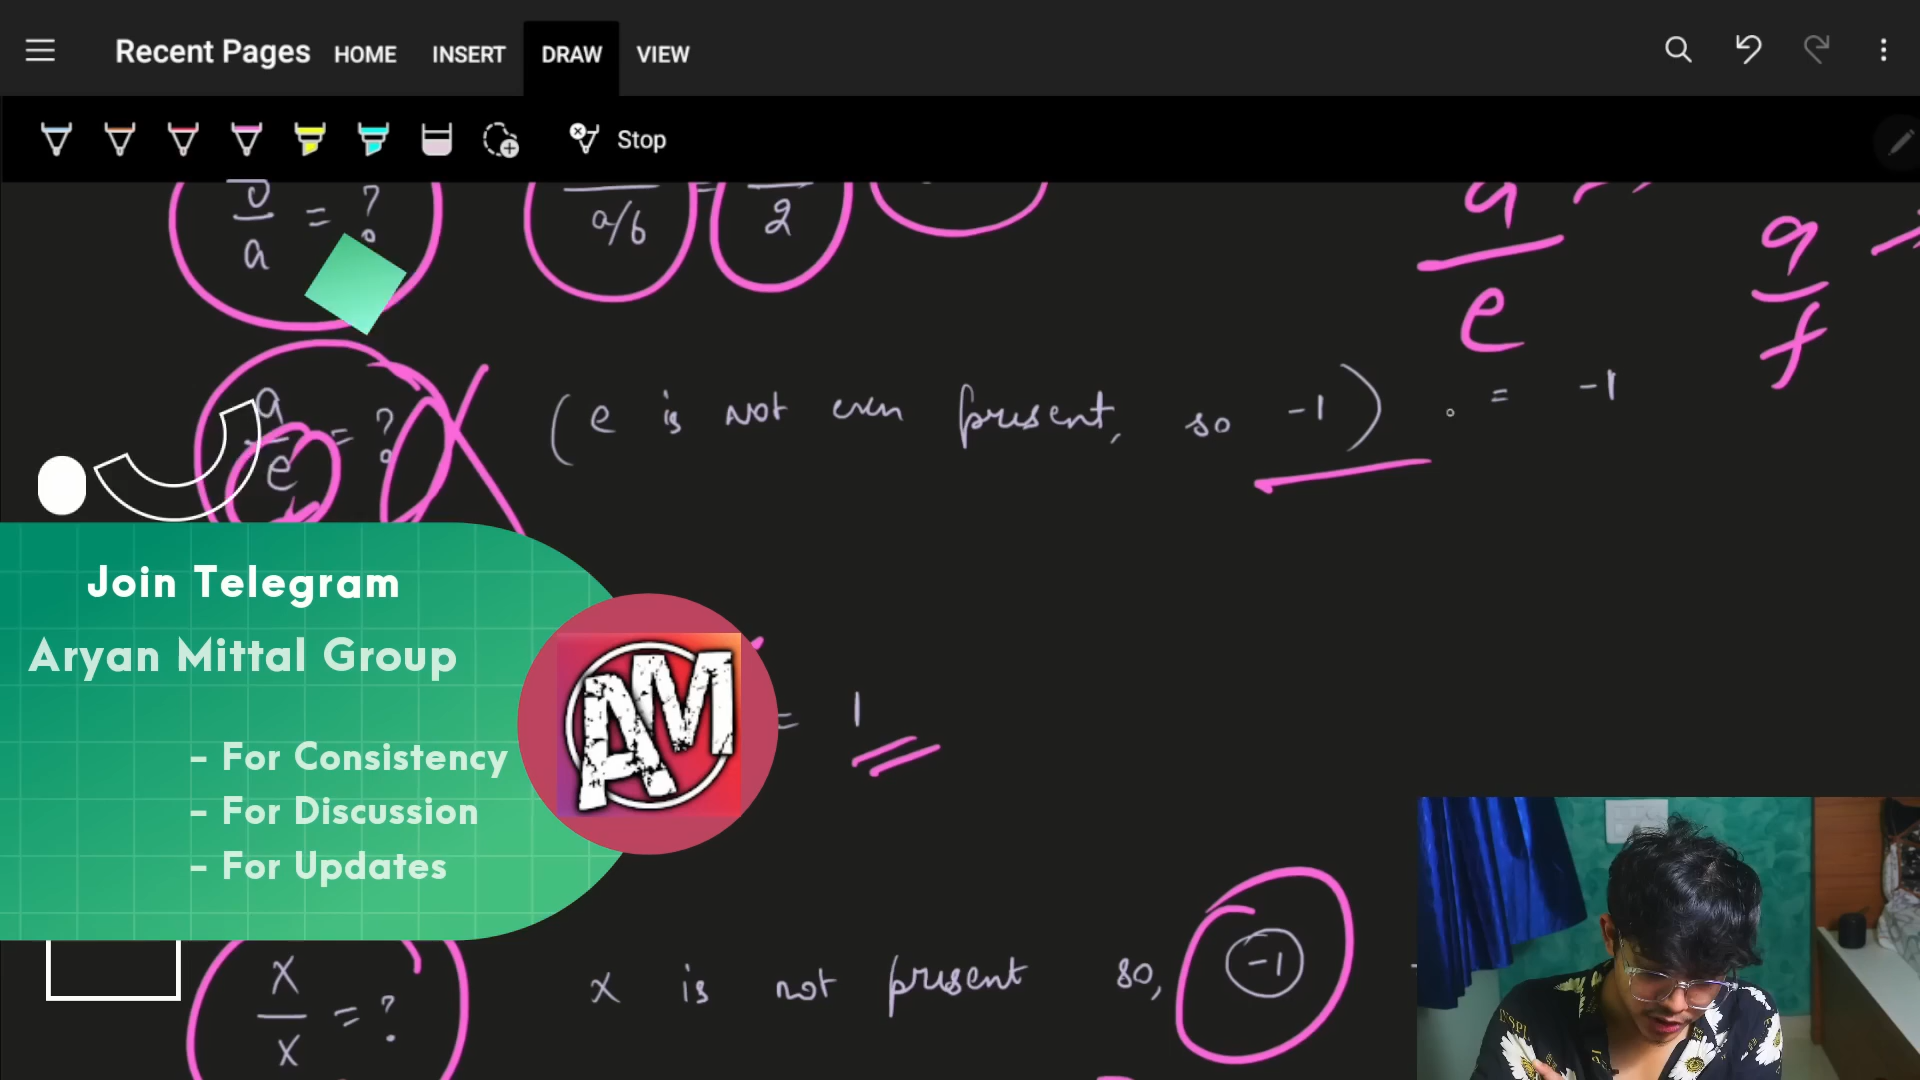 Recent Pages HOME INSERT DRAW VIEW
Stop
b/a = ?
a/b
2
a/e
a/f
a/e = ? (e is not even present, so -1) . = -1
Join Telegram
Aryan Mittal Group
- For Consistency
- For Discussion
- For Updates
AM
= 1
x/x = ? x is not present so, -1